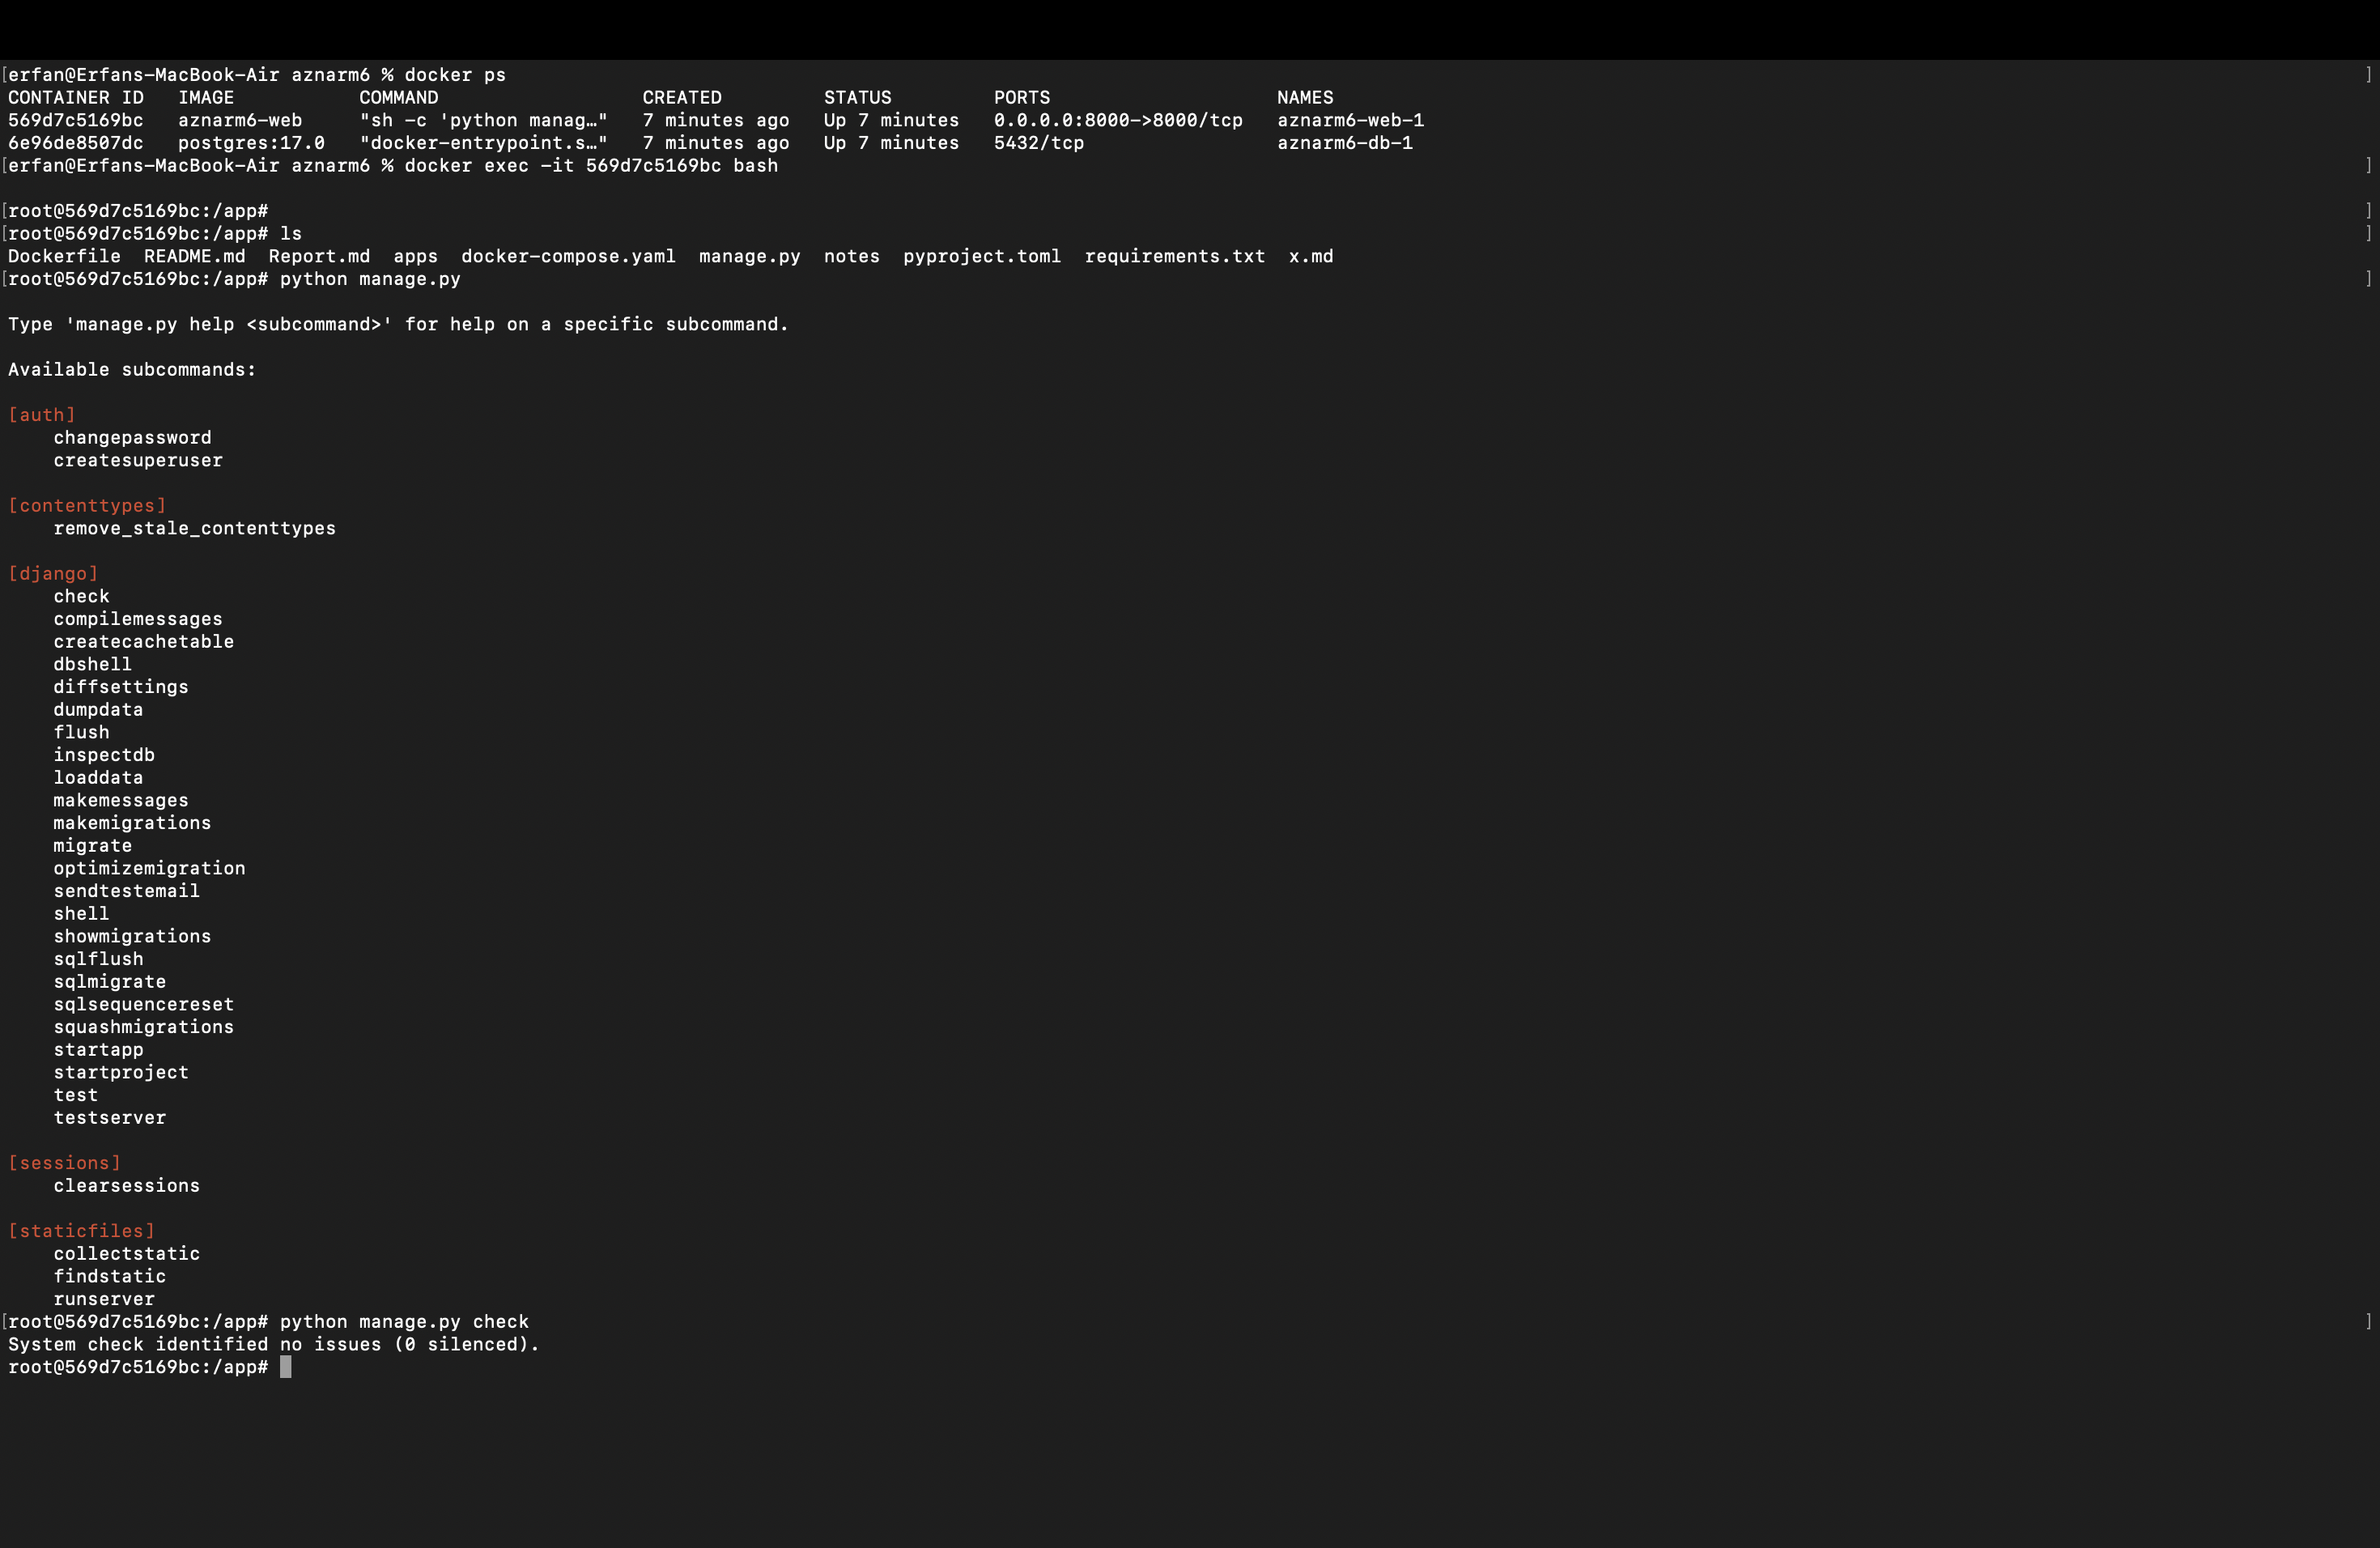 [erfan@Erfans-MacBook-Air aznarm6 % docker ps ]
CONTAINER ID   IMAGE           COMMAND                  CREATED         STATUS         PORTS                    NAMES
569d7c5169bc   aznarm6-web     "sh -c 'python manag…"   7 minutes ago   Up 7 minutes   0.0.0.0:8000->8000/tcp   aznarm6-web-1
6e96de8507dc   postgres:17.0   "docker-entrypoint.s…"   7 minutes ago   Up 7 minutes   5432/tcp                 aznarm6-db-1
[erfan@Erfans-MacBook-Air aznarm6 % docker exec -it 569d7c5169bc bash ]
[root@569d7c5169bc:/app# ]
[root@569d7c5169bc:/app# ls ]
Dockerfile  README.md  Report.md  apps  docker-compose.yaml  manage.py  notes  pyproject.toml  requirements.txt  x.md
[root@569d7c5169bc:/app# python manage.py ]
Type 'manage.py help <subcommand>' for help on a specific subcommand.
Available subcommands:
[auth]
changepassword
createsuperuser
[contenttypes]
remove_stale_contenttypes
[django]
check
compilemessages
createcachetable
dbshell
diffsettings
dumpdata
flush
inspectdb
loaddata
makemessages
makemigrations
migrate
optimizemigration
sendtestemail
shell
showmigrations
sqlflush
sqlmigrate
sqlsequencereset
squashmigrations
startapp
startproject
test
testserver
[sessions]
clearsessions
[staticfiles]
collectstatic
findstatic
runserver
[root@569d7c5169bc:/app# python manage.py check ]
System check identified no issues (0 silenced).
root@569d7c5169bc:/app#